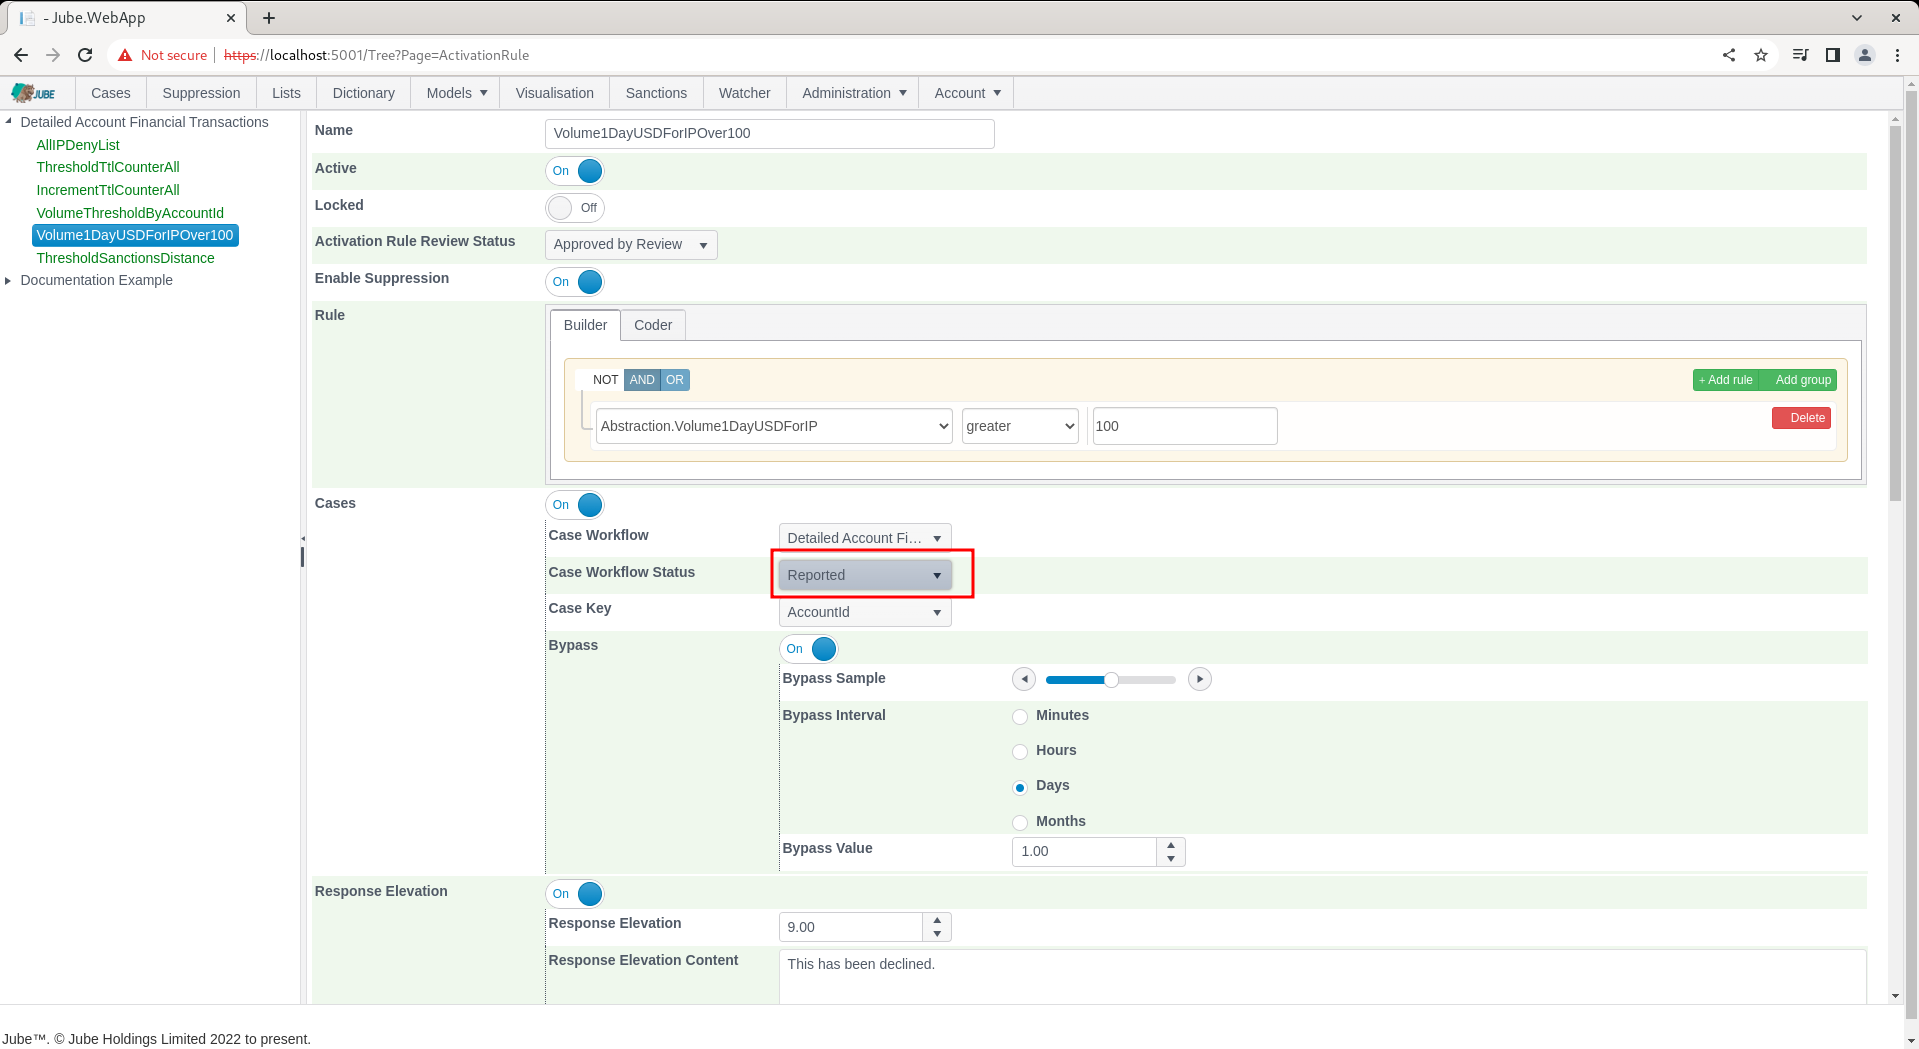 - Jube.WebApp
Not secure https://localhost:5001/Tree?Page=ActivationRule
JUBE Cases Suppression Lists Dictionary Models Visualisation Sanctions Watcher Administration Account
Detailed Account Financial Transactions
AllIPDenyList
ThresholdTtlCounterAll
IncrementTtlCounterAll
VolumeThresholdByAccountId
Volume1DayUSDForIPOver100
ThresholdSanctionsDistance
Documentation Example
Name Volume1DayUSDForIPOver100
Active On
Locked Off
Activation Rule Review Status Approved by Review
Enable Suppression On
Rule Builder Coder
NOT AND OR + Add rule Add group
Abstraction.Volume1DayUSDForIP greater 100 Delete
Cases On
Case Workflow Detailed Account Fi...
Case Workflow Status Reported
Case Key AccountId
Bypass On
Bypass Sample
Bypass Interval Minutes
Hours
Days
Months
Bypass Value 1.00
Response Elevation On
Response Elevation 9.00
Response Elevation Content This has been declined.
Jube™. © Jube Holdings Limited 2022 to present.